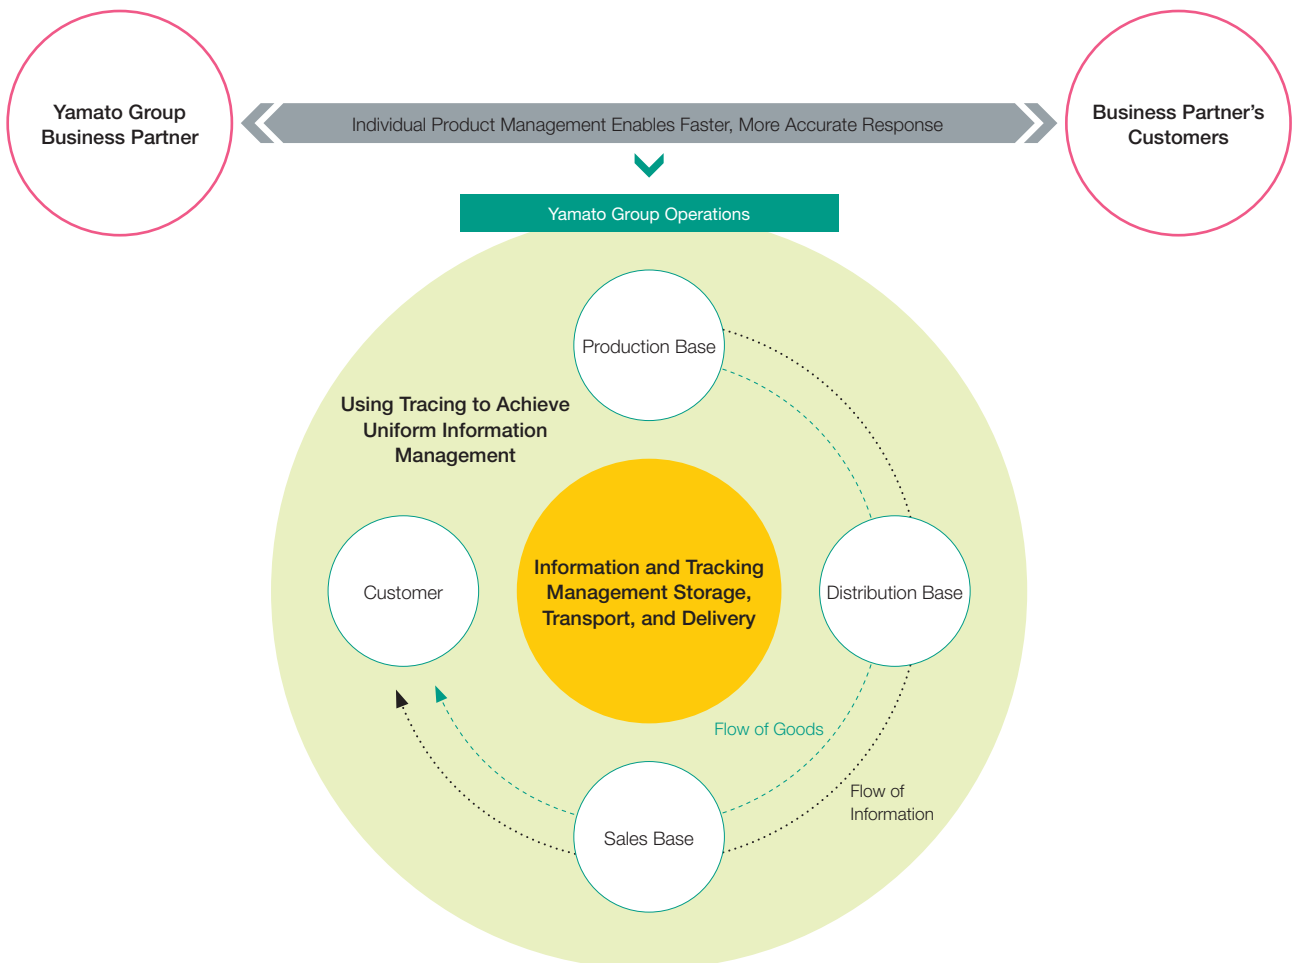 Yamato Group
Business Partner
Individual Product Management Enables Faster, More Accurate Response
Business Partner's
Customers
Yamato Group Operations
Production Base
Using Tracing to Achieve
Uniform Information
Management
Information and Tracking
Management Storage,
Transport, and Delivery
Customer
Distribution Base
Flow of Goods
Flow of
Information
Sales Base